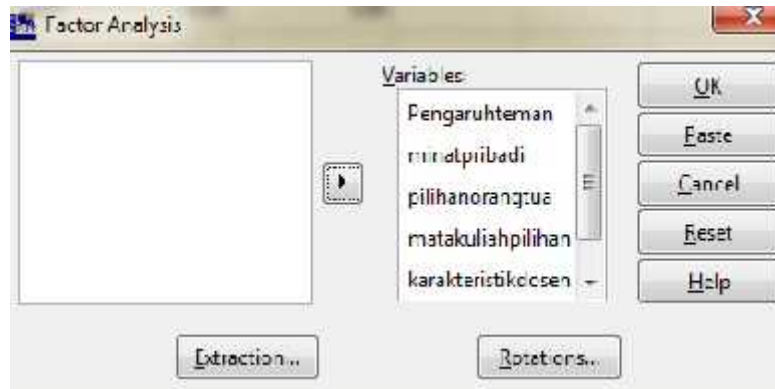 Factor Analysis
Variables:
Pengaruhteman
minatpribadi
pilihanorangtua
matakuliahpilihan
karakteristikdosen
OK
Paste
Cancel
Reset
Help
Extraction...
Rotations...